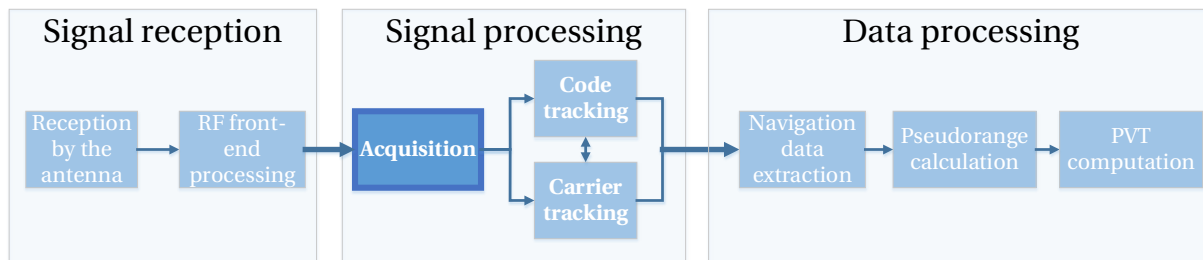 Signal reception
Reception
by the
antenna
RF front-
end
processing
Signal processing
Acquisition
Code
tracking
Carrier
tracking
Data processing
Navigation
data
extraction
Pseudorange
calculation
PVT
computation